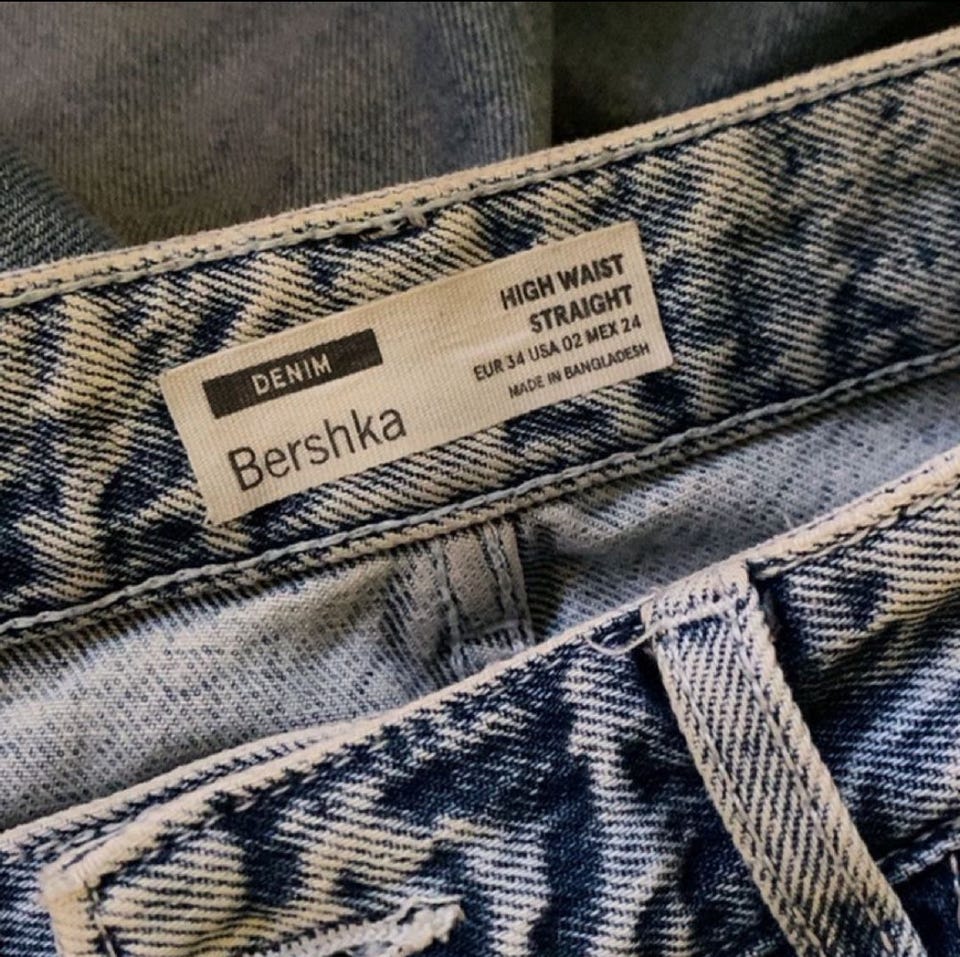 DENIM
Bershka
HIGH WAIST
STRAIGHT
EUR 34 USA 02 MEX 24
MADE IN BANGLADESH